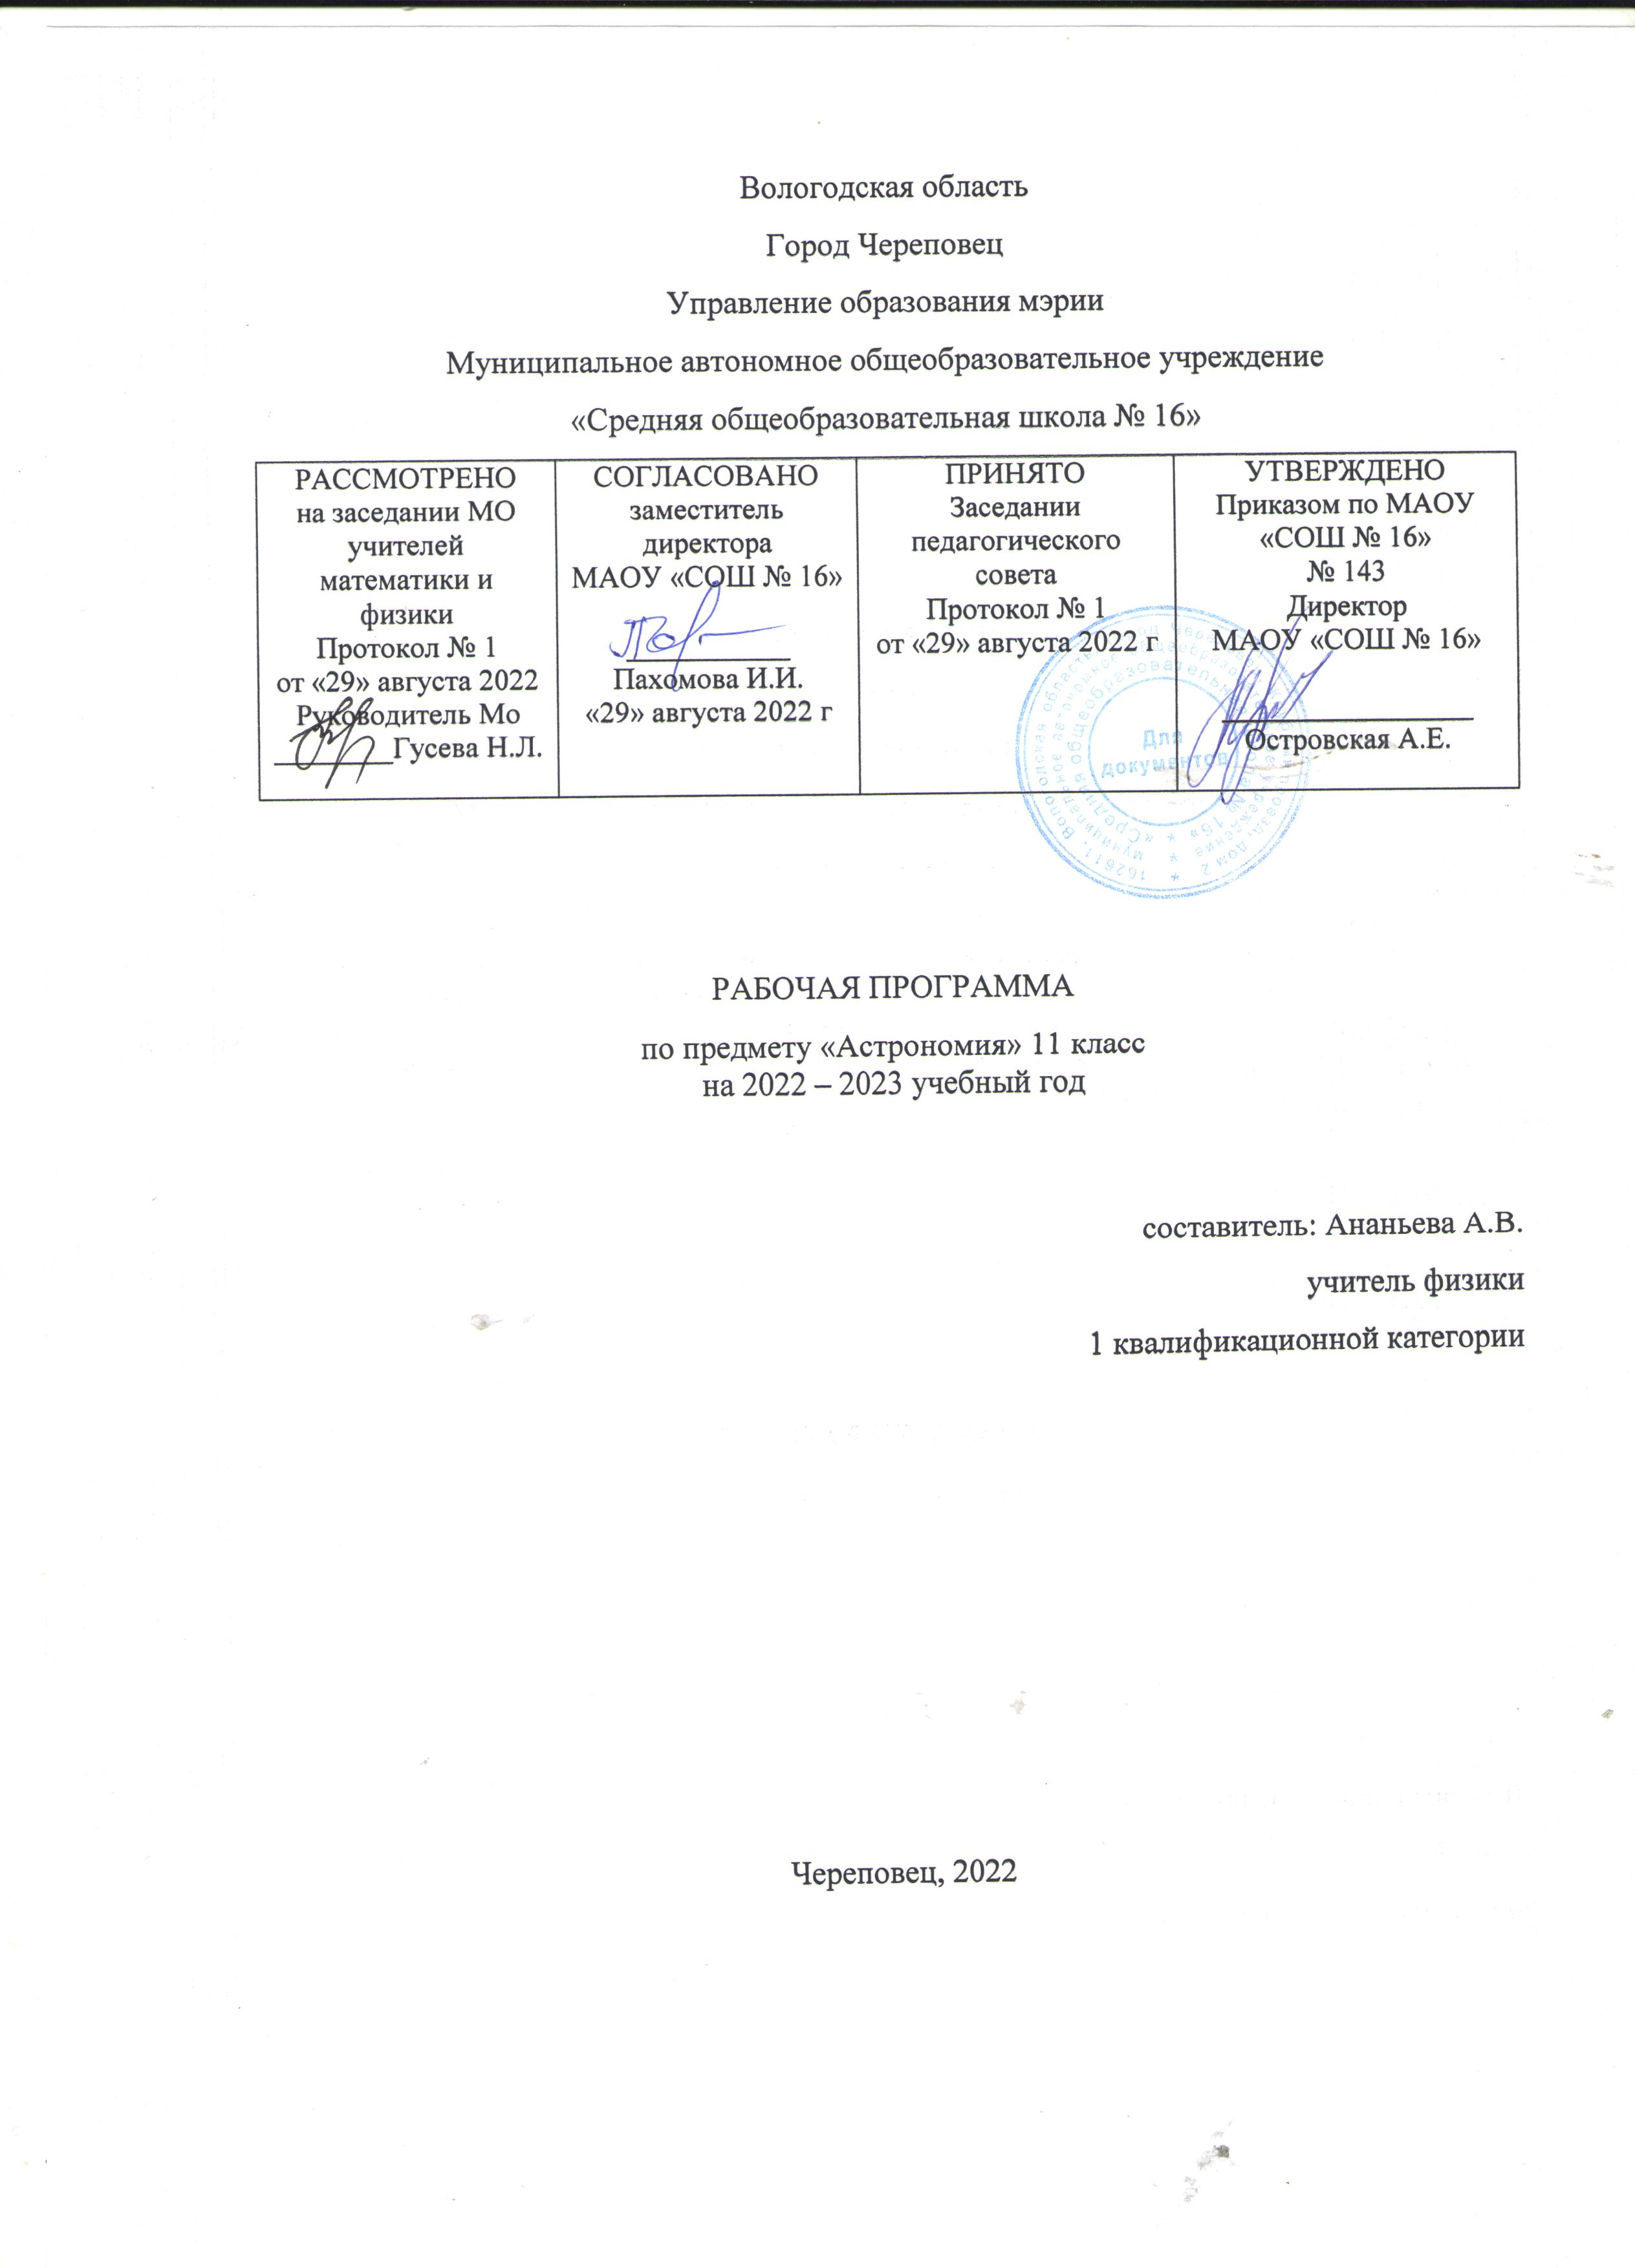 Вологодская область
Город Череповец
Управление образования мэрии
Муниципальное автономное общеобразовательное учреждение
«Средняя общеобразовательная школа № 16»
РАССМОТРЕНО
на заседании МО
учителей
математики и
физики
Протокол № 1
от «29» августа 2022
Руководитель Мо
________Гусева Н.Л.
СОГЛАСОВАНО
заместитель
директора
МАОУ «СОШ № 16»
___________
Пахомова И.И.
«29» августа 2022 г
ПРИНЯТО
Заседании
педагогического
совета
Протокол № 1
от «29» августа 2022 г
УТВЕРЖДЕНО
Приказом по МАОУ
«СОШ № 16»
№ 143
Директор
МАОУ «СОШ № 16»
_________________
Островская А.Е.
Для
документов
РАБОЧАЯ ПРОГРАММА
по предмету «Астрономия» 11 класс
на 2022 – 2023 учебный год
составитель: Ананьева А.В.
учитель физики
1 квалификационной категории
Череповец, 2022